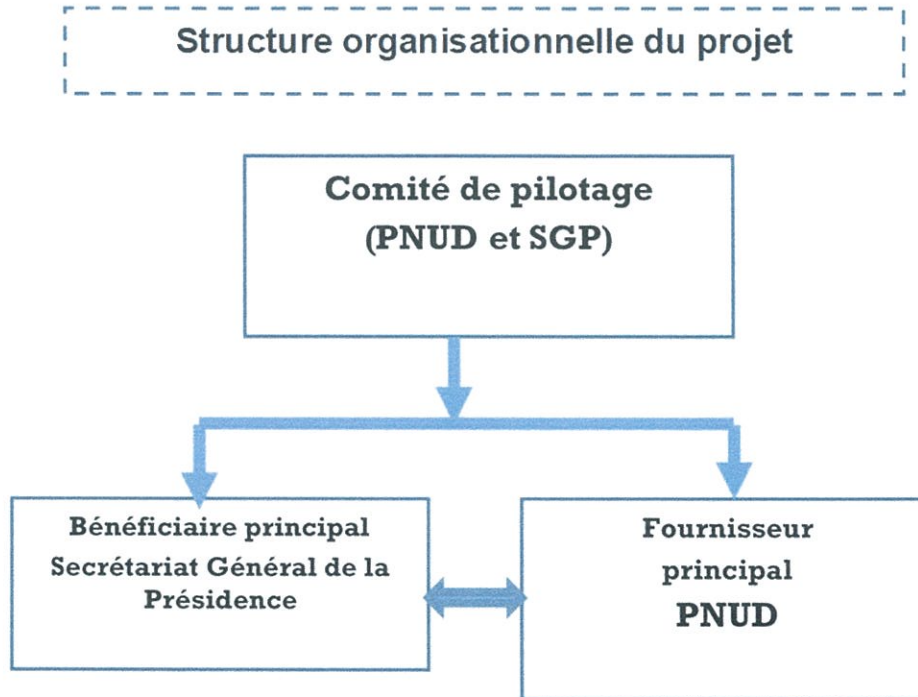 Structure organisationnelle du projet
Comité de pilotage
(PNUD et SGP)
Bénéficiaire principal
Secrétariat Général de la
Présidence
Fournisseur
principal
PNUD